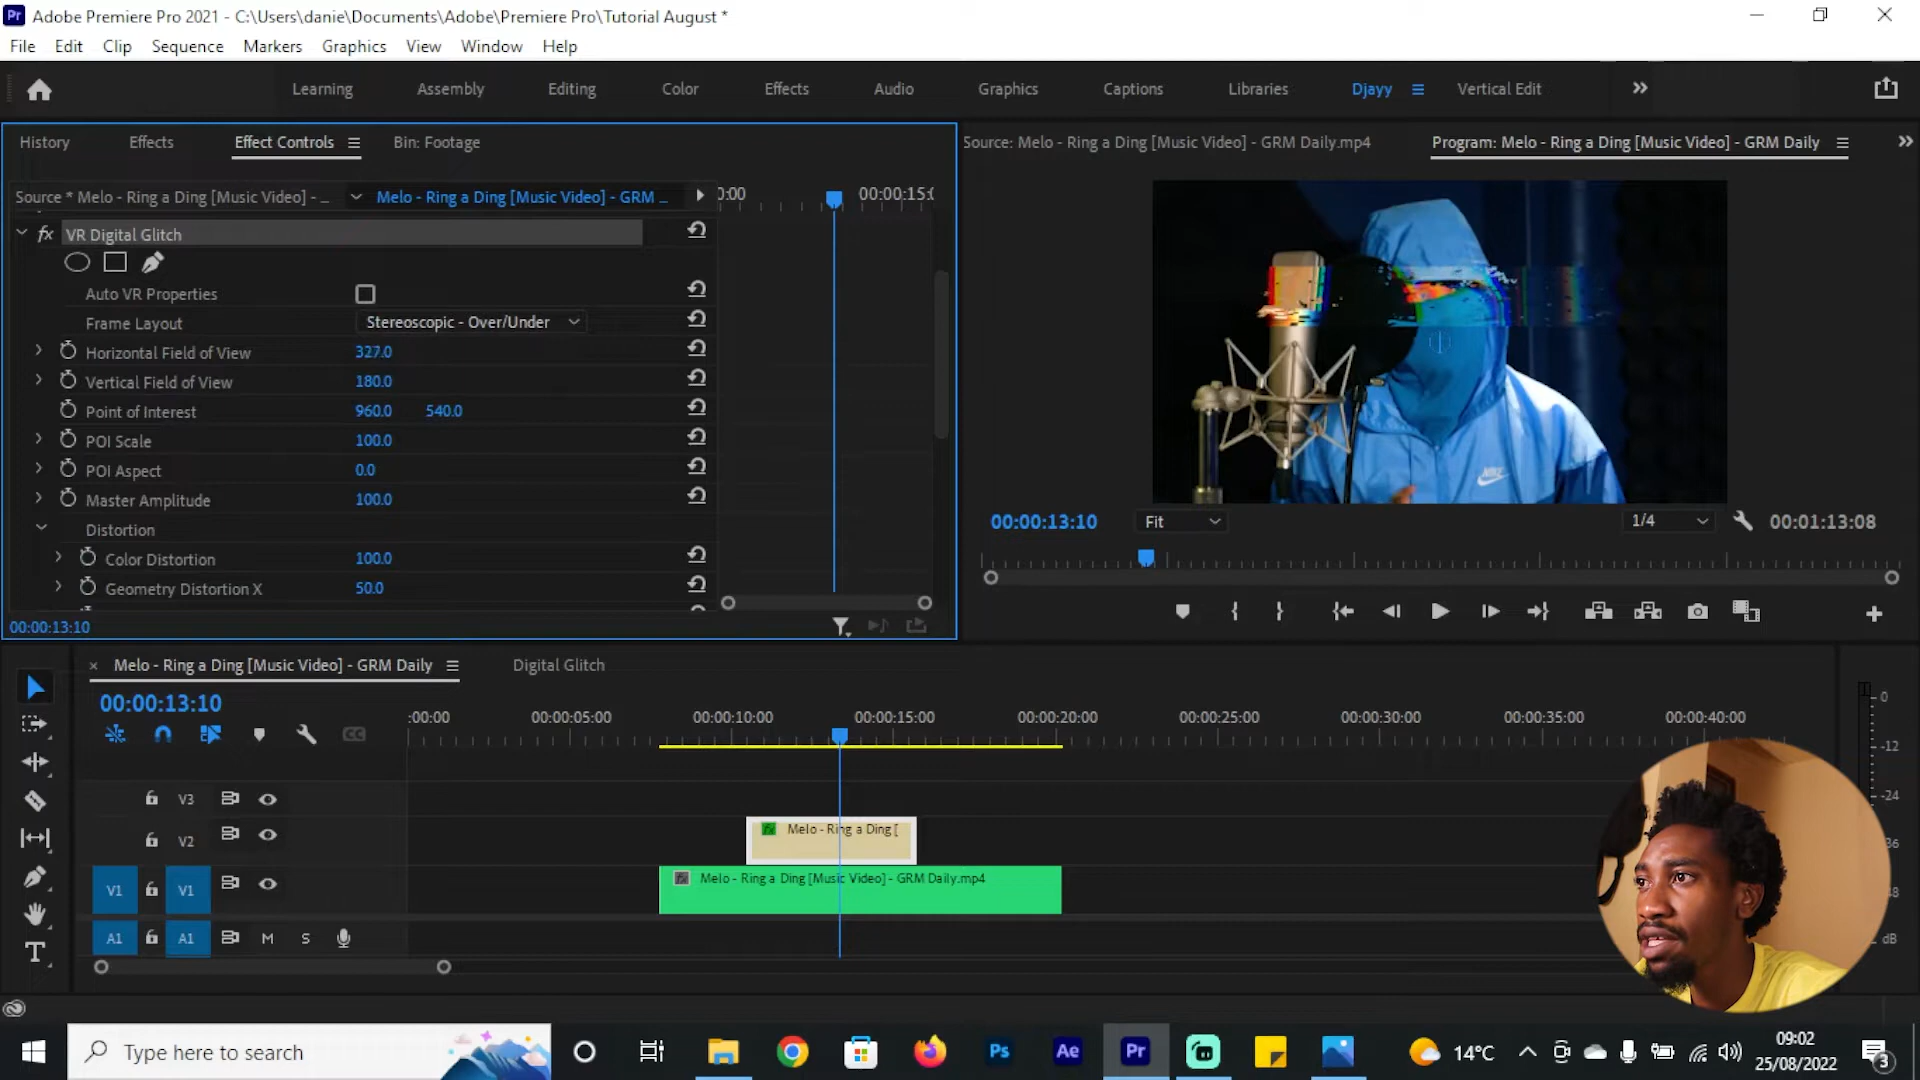 Adobe Premiere Pro 2021 - C:\Users\danie\Documents\Adobe\Premiere Pro\Tutorial August *
File Edit Clip Sequence Markers Graphics View Window Help
Learning Assembly Editing Color Effects Audio Graphics Captions Libraries Djayy Vertical Edit
History Effects Effect Controls Bin: Footage
Source: Melo - Ring a Ding [Music Video] - GRM Daily.mp4 Program: Melo - Ring a Ding [Music Video] - GRM Daily
Source * Melo - Ring a Ding [Music Video] - ... Melo - Ring a Ding [Music Video] - GRM ... 0:00 00:00:15:0
fx VR Digital Glitch
Auto VR Properties
Frame Layout Stereoscopic - Over/Under
Horizontal Field of View 327.0
Vertical Field of View 180.0
Point of Interest 960.0 540.0
POI Scale 100.0
POI Aspect 0.0
Master Amplitude 100.0
Distortion
Color Distortion 100.0
Geometry Distortion X 50.0
00:00:13:10
NIKE
00:00:13:10 Fit 1/4 00:01:13:08
Melo - Ring a Ding [Music Video] - GRM Daily Digital Glitch
00:00:13:10
:00:00 00:00:05:00 00:00:10:00 00:00:15:00 00:00:20:00 00:00:25:00 00:00:30:00 00:00:35:00 00:00:40:00
CC
V3
V2 fx Melo - Ring a Ding [
V1 V1 fx Melo - Ring a Ding [Music Video] - GRM Daily.mp4
A1 A1 M S
0
-12
-24
dB
Type here to search
Ps Ae Pr
14°C
09:02
25/08/2022
3